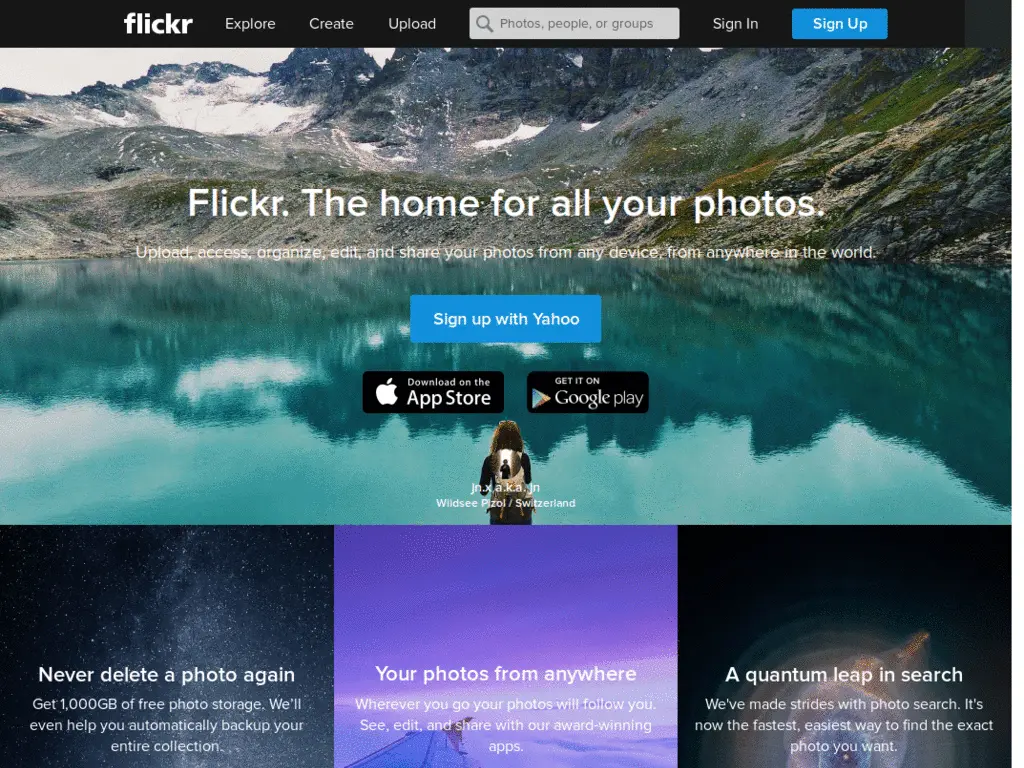 flickr
Explore
Create
Upload
Photos, people, or groups
Sign In
Sign Up
Flickr. The home for all your photos.
Upload, access, organize, edit, and share your photos from any device, from anywhere in the world.
Sign up with Yahoo
Download on the
App Store
GET IT ON
Google play
jn.x a.k.a. jn
Wildsee Pizol / Switzerland
Never delete a photo again
Get 1,000GB of free photo storage. We'll
even help you automatically backup your
entire collection.
Your photos from anywhere
Wherever you go your photos will follow you.
See, edit, and share with our award-winning
apps.
A quantum leap in search
We've made strides with photo search. It's
now the fastest, easiest way to find the exact
photo you want.